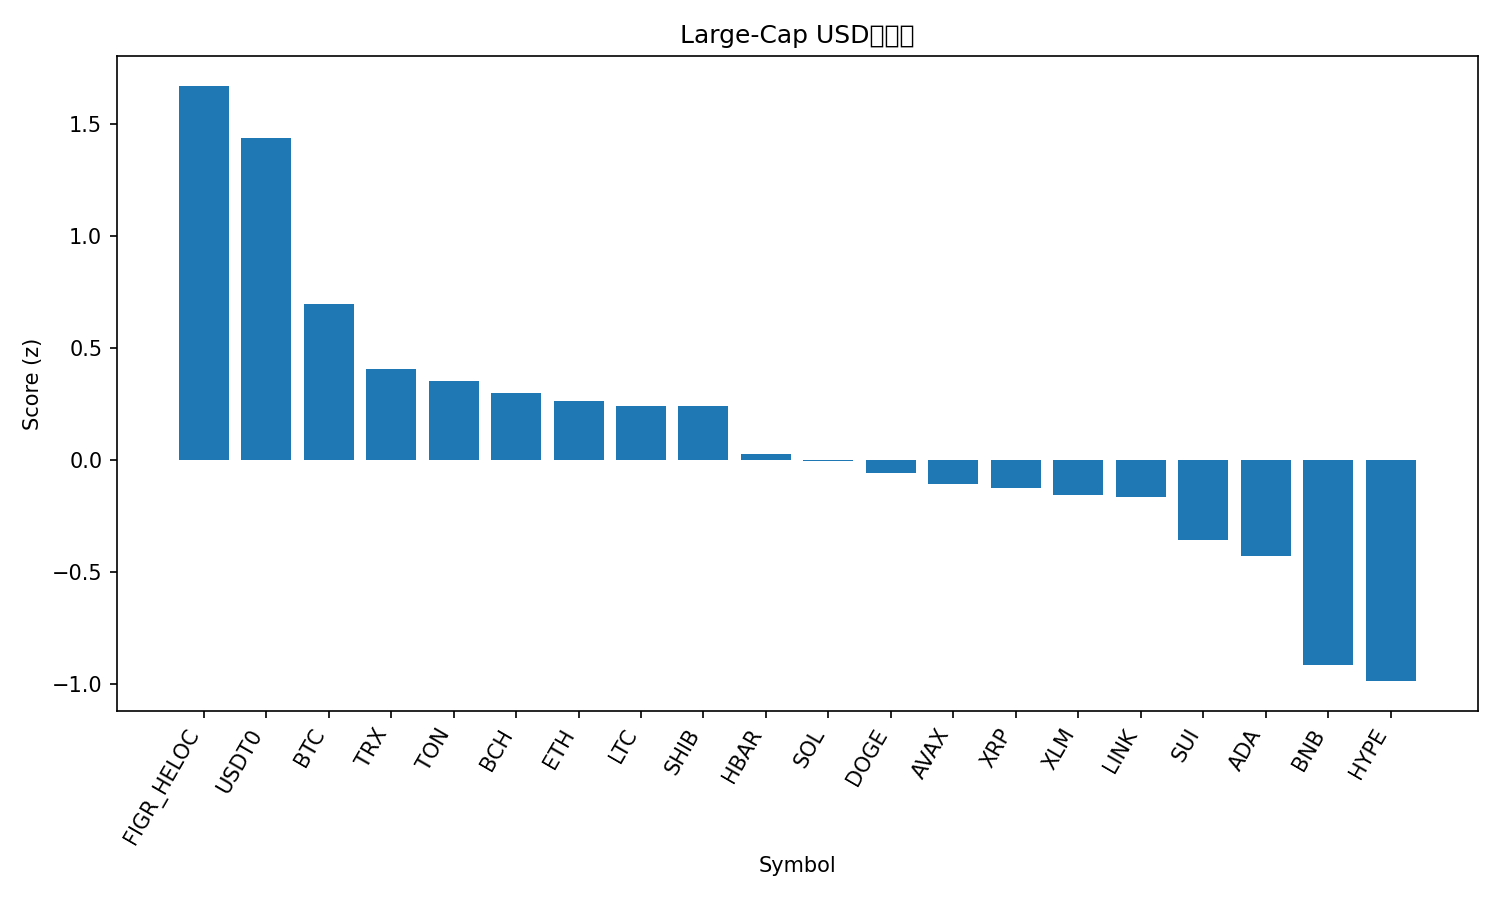 Large-Cap USD
Score (z)
1.5
1.0
0.5
0.0
−0.5
−1.0
FIGR_HELOC
USDT0
BTC
TRX
TON
BCH
ETH
LTC
SHIB
HBAR
SOL
DOGE
AVAX
XRP
XLM
LINK
SUI
ADA
BNB
HYPE
Symbol